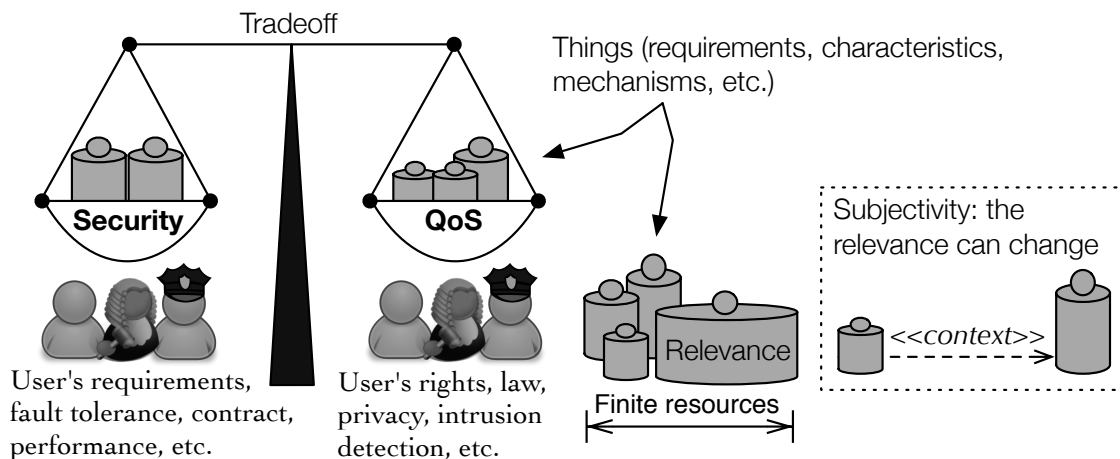 Tradeoff
Things (requirements, characteristics,
mechanisms, etc.)
Security
QoS
Subjectivity: the
relevance can change
<<context>>
Relevance
User's requirements,
fault tolerance, contract,
performance, etc.
User's rights, law,
privacy, intrusion
detection, etc.
Finite resources